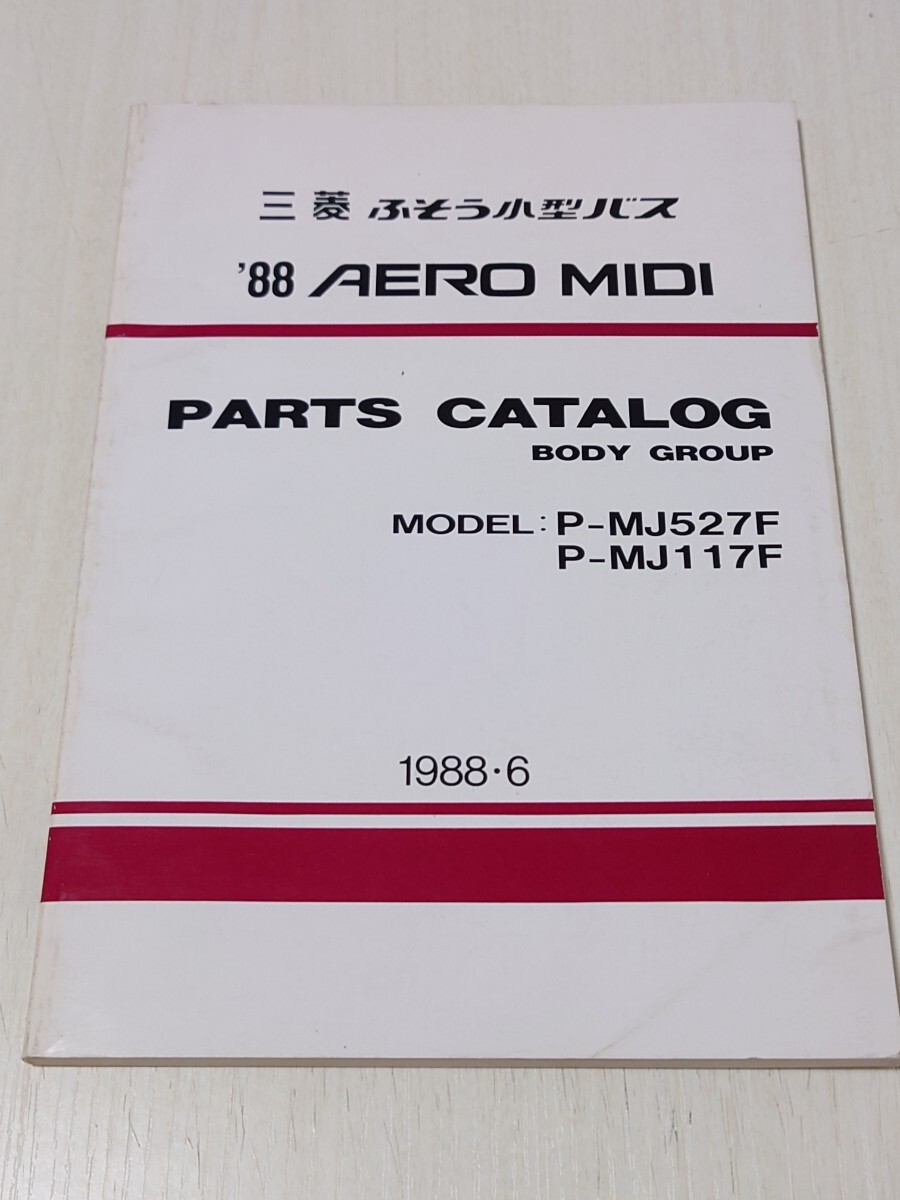 三菱 ふそう小型バス
'88 AERO MIDI
PARTS CATALOG
BODY GROUP
MODEL: P-MJ527F
P-MJ117F
1988・6